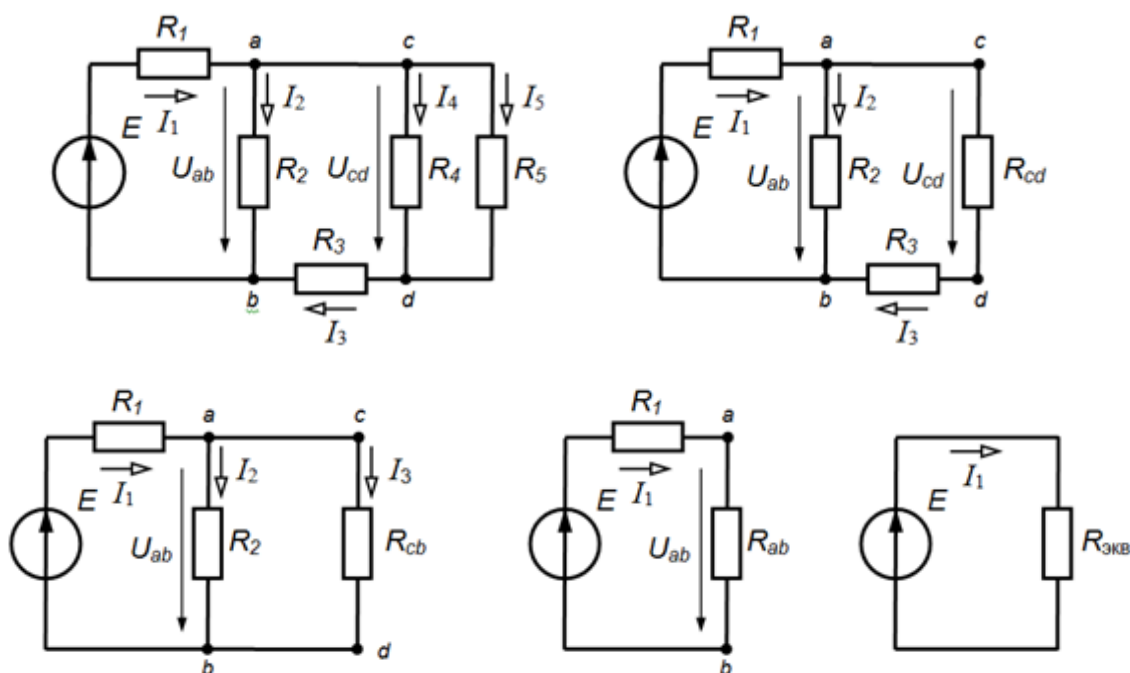 R1 a c
I1 I2 I4 I5
E Uab R2 Ucd R4 R5
R3
b d
I3
R1 a c
I1 I2
E Uab R2 Ucd Rcd
R3
b d
I3
R1 a c
I1 I2 I3
E Uab R2 Rcb
b d
R1 a
I1
E Uab Rab
b
I1
E Rэкв